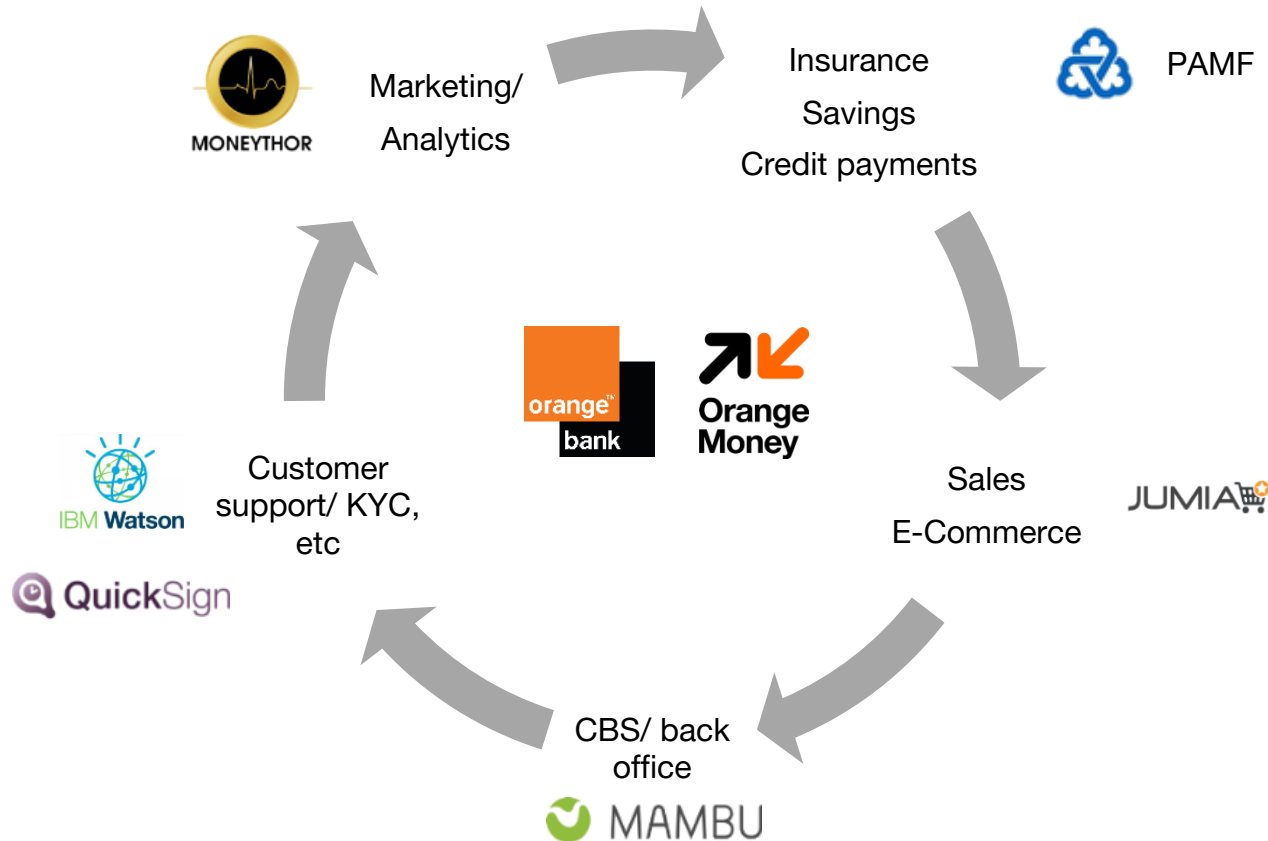 MONEYTHOR
Marketing/
Analytics
Insurance
Savings
Credit payments
PAMF
orange™
bank
Orange
Money
Sales
E-Commerce
JUMIA
CBS/ back
office
MAMBU
Customer
support/ KYC,
etc
IBM Watson
QuickSign